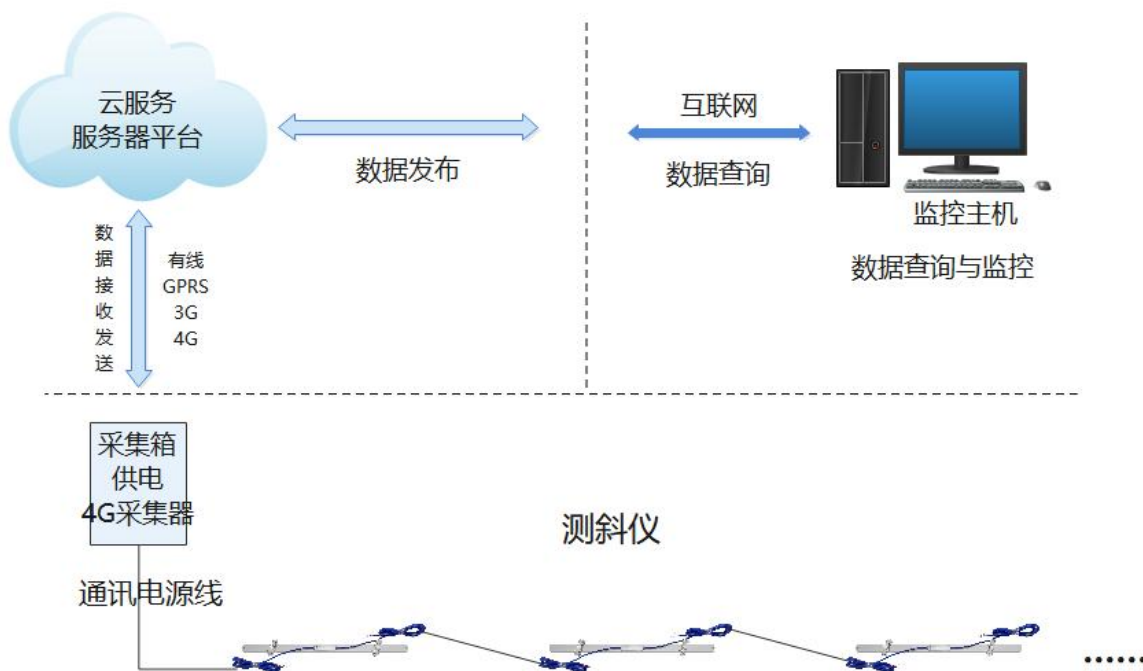 云服务
服务器平台
数据发布
互联网
数据查询
监控主机
数据查询与监控
数据接收发送
有线
GPRS
3G
4G
采集箱
供电
4G采集器
测斜仪
通讯电源线
······